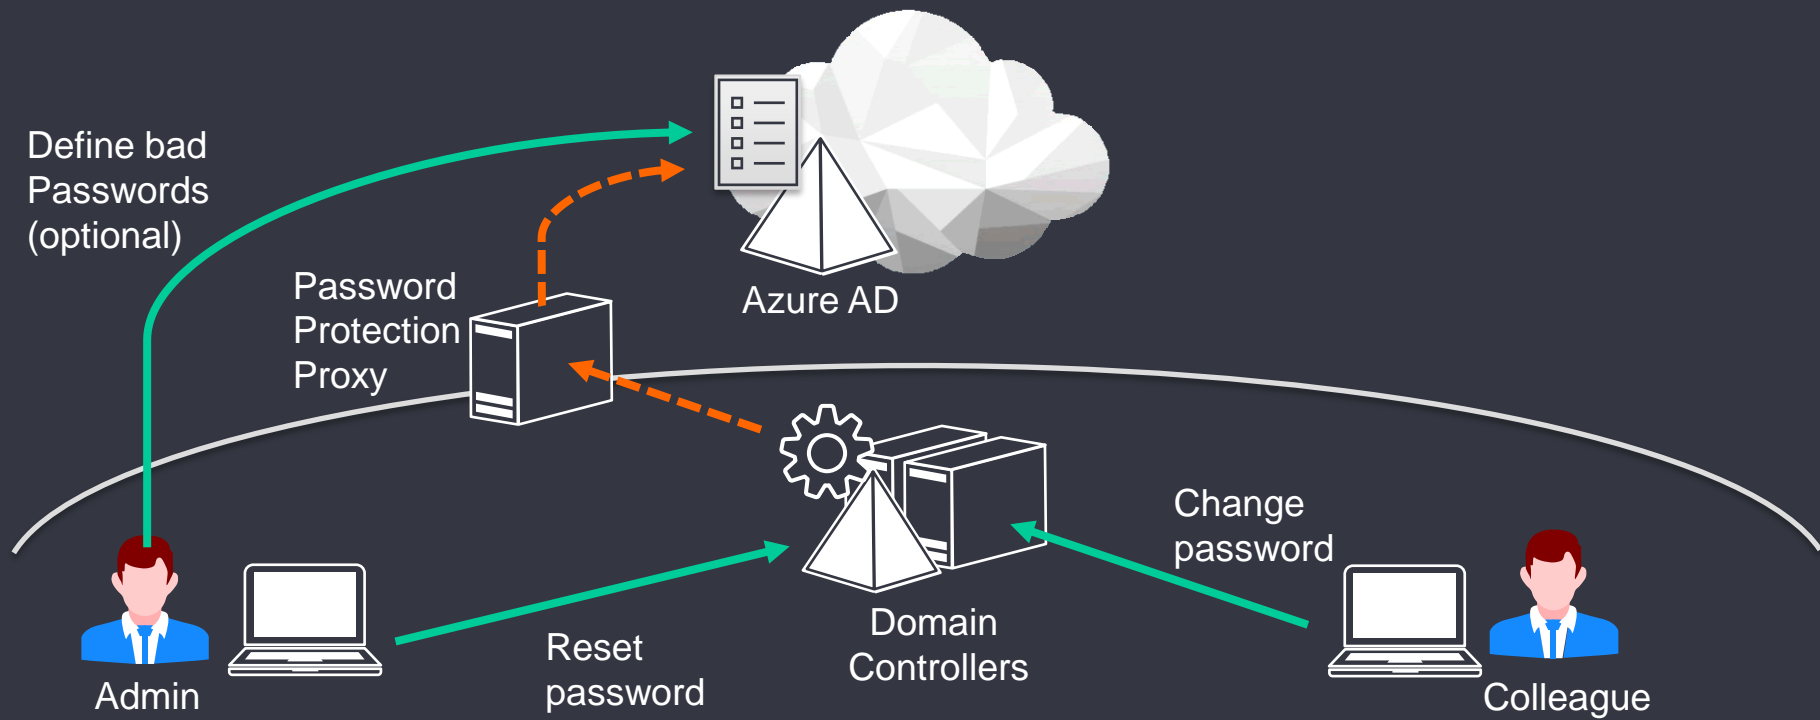 Define bad
Passwords
(optional)
Password
Protection
Proxy
Azure AD
Change
password
Domain
Controllers
Reset
password
Admin
Colleague